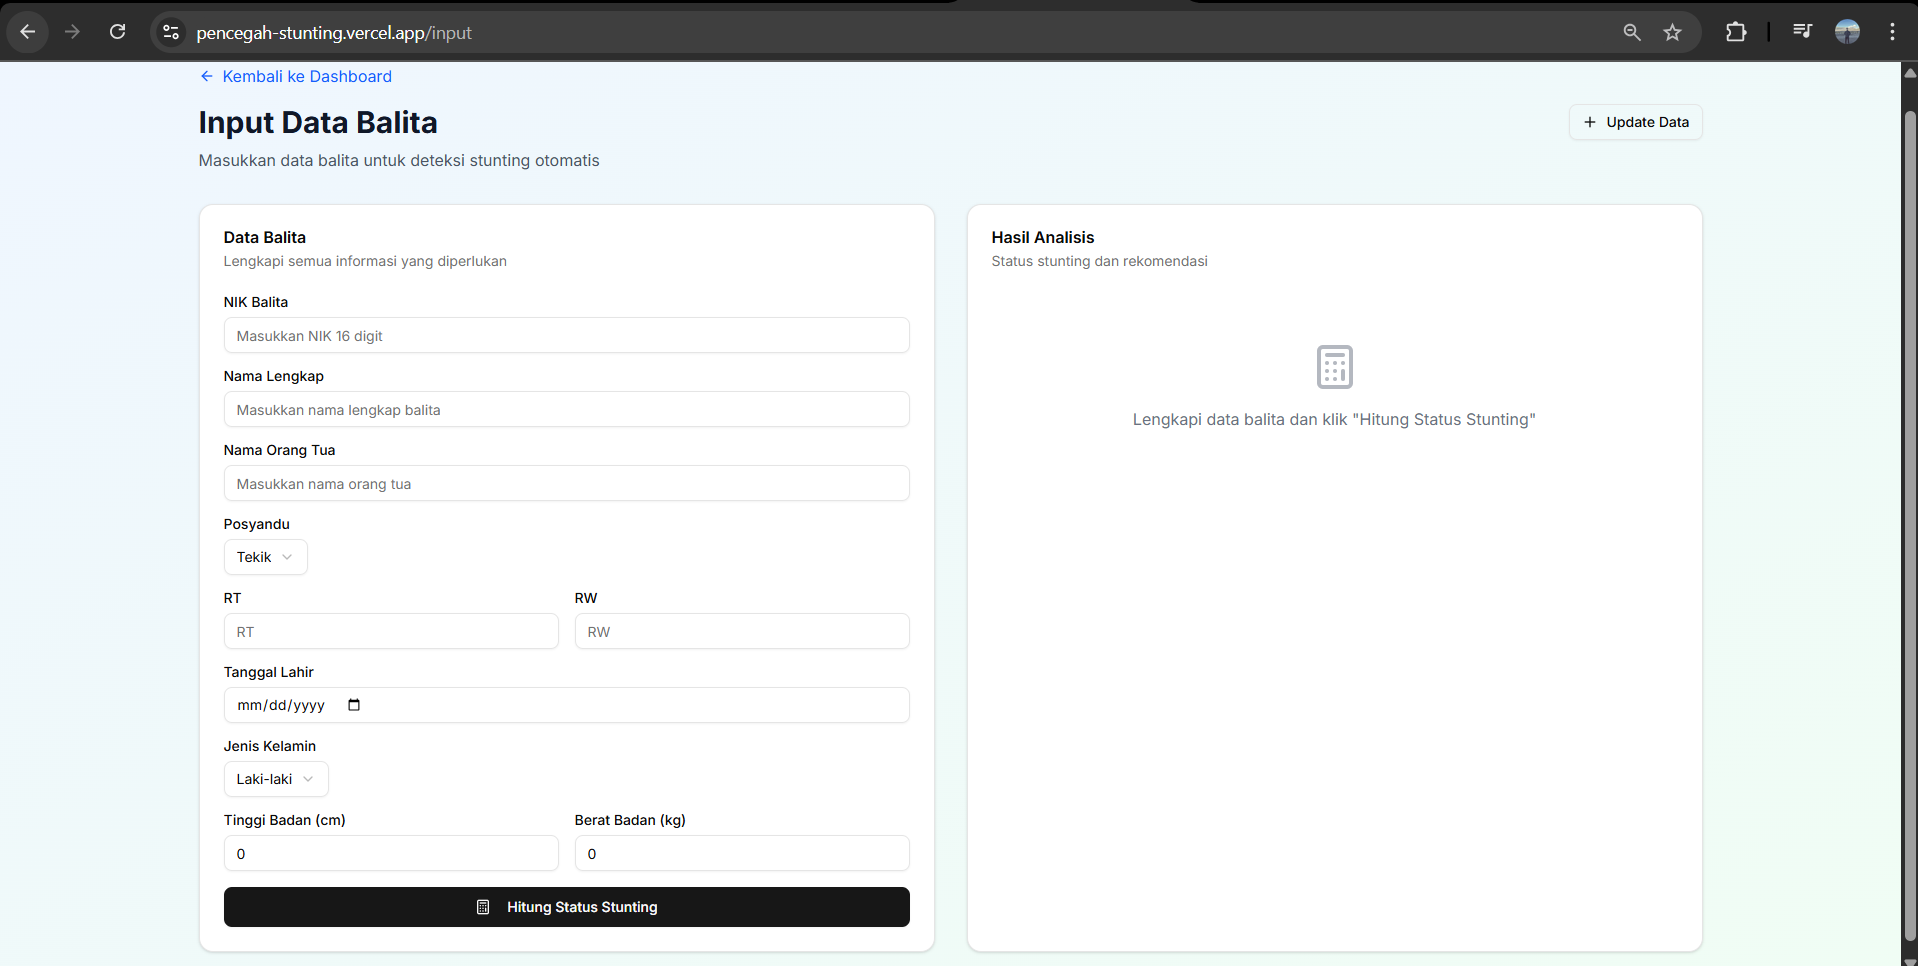 pencegah-stunting.vercel.app/input
Kembali ke Dashboard
Input Data Balita
Update Data
Masukkan data balita untuk deteksi stunting otomatis
Data Balita
Lengkapi semua informasi yang diperlukan
NIK Balita
Masukkan NIK 16 digit
Nama Lengkap
Masukkan nama lengkap balita
Nama Orang Tua
Masukkan nama orang tua
Posyandu
Tekik
RT
RW
RT
RW
Tanggal Lahir
mm/dd/yyyy
Jenis Kelamin
Laki-laki
Tinggi Badan (cm)
Berat Badan (kg)
0
0
Hitung Status Stunting
Hasil Analisis
Status stunting dan rekomendasi
Lengkapi data balita dan klik "Hitung Status Stunting"